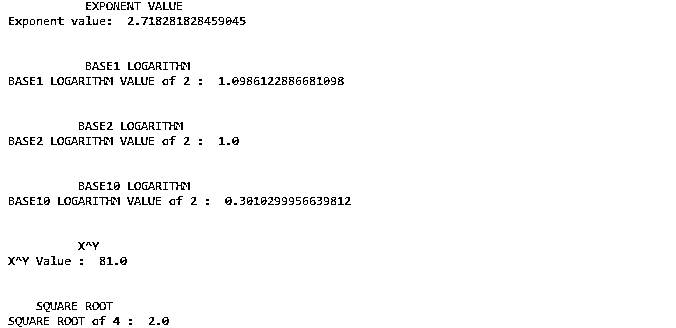 EXPONENT VALUE
Exponent value:  2.718281828459045
BASE1 LOGARITHM
BASE1 LOGARITHM VALUE of 2 :  1.0986122886681098
BASE2 LOGARITHM
BASE2 LOGARITHM VALUE of 2 :  1.0
BASE10 LOGARITHM
BASE10 LOGARITHM VALUE of 2 :  0.3010299956639812
X^Y
X^Y Value :  81.0
SQUARE ROOT
SQUARE ROOT of 4 :  2.0